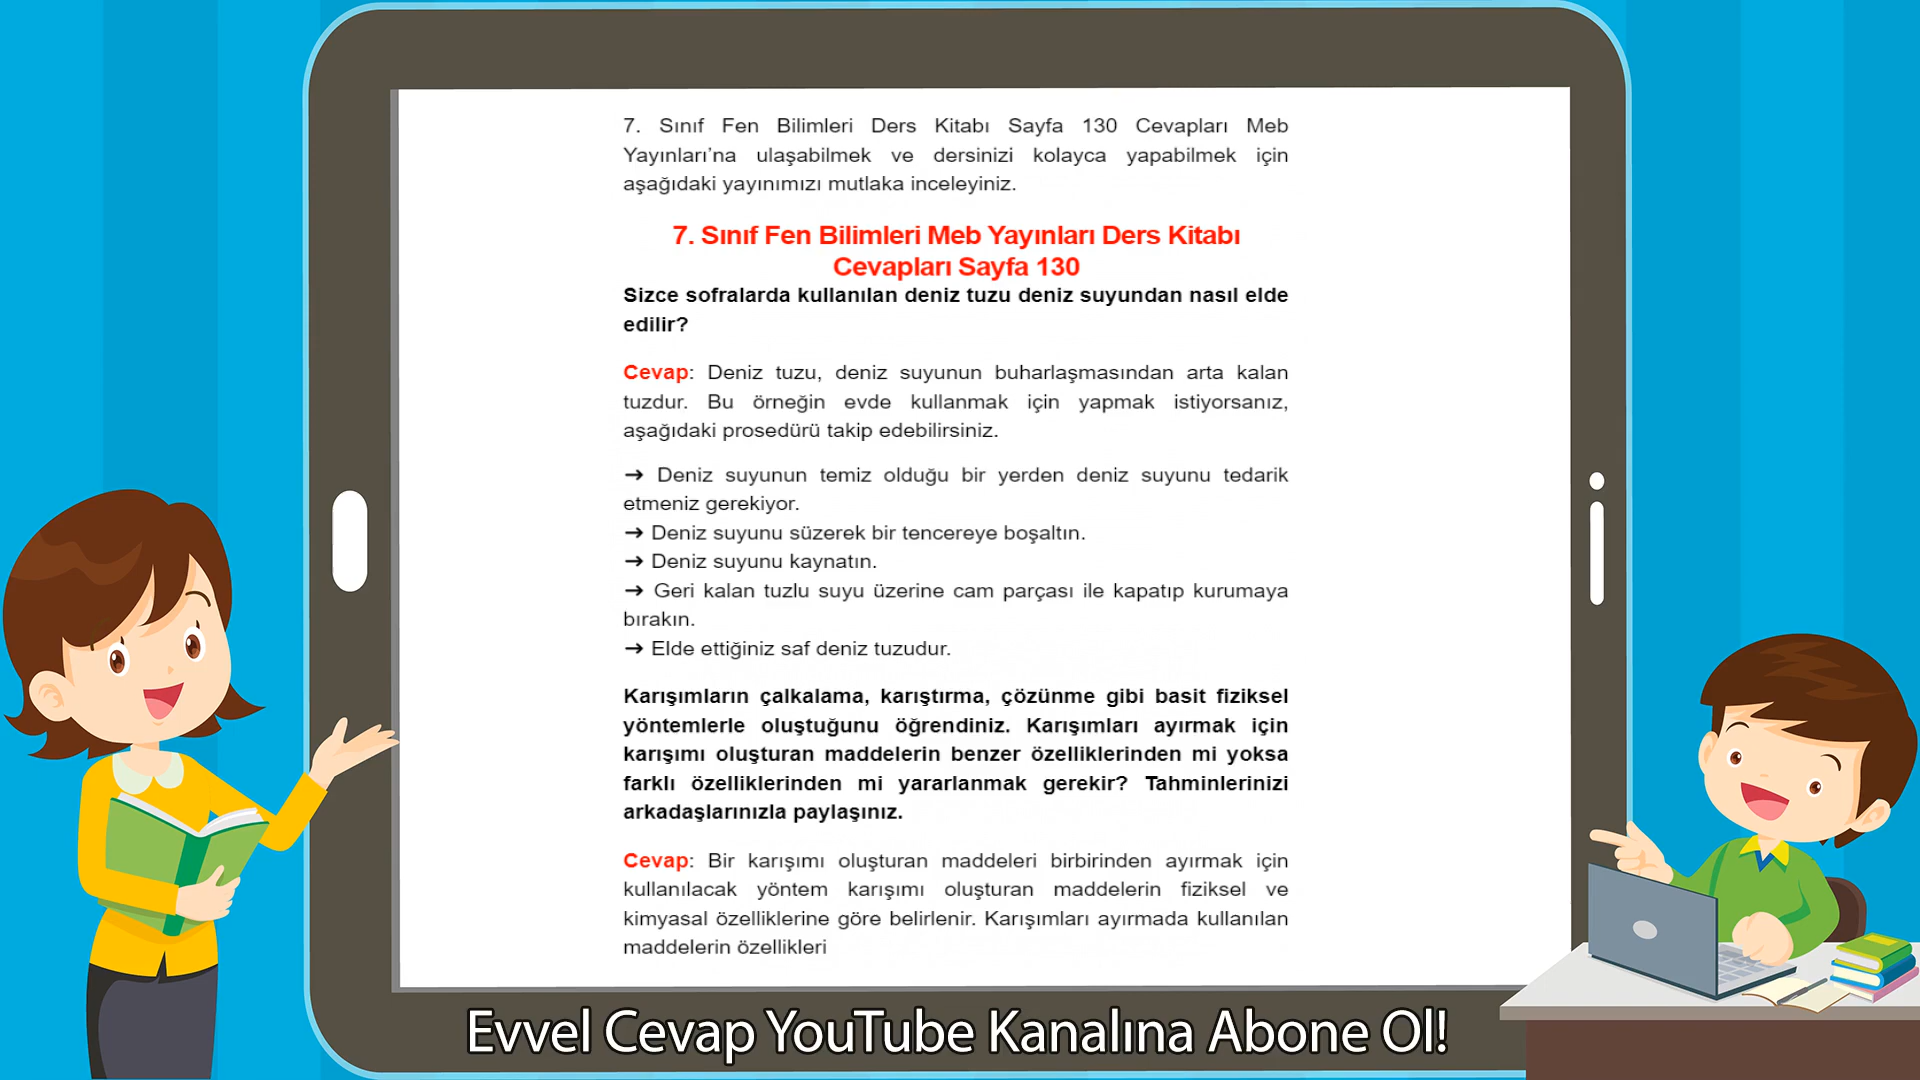 7. Sınıf Fen Bilimleri Ders Kitabı Sayfa 130 Cevapları Meb
Yayınları’na ulaşabilmek ve dersinizi kolayca yapabilmek için
aşağıdaki yayınımızı mutlaka inceleyiniz.
7. Sınıf Fen Bilimleri Meb Yayınları Ders Kitabı
Cevapları Sayfa 130
Sizce sofralarda kullanılan deniz tuzu deniz suyundan nasıl elde
edilir?
Cevap: Deniz tuzu, deniz suyunun buharlaşmasından arta kalan
tuzdur. Bu örneğin evde kullanmak için yapmak istiyorsanız,
aşağıdaki prosedürü takip edebilirsiniz.
→ Deniz suyunun temiz olduğu bir yerden deniz suyunu tedarik
etmeniz gerekiyor.
→ Deniz suyunu süzerek bir tencereye boşaltın.
→ Deniz suyunu kaynatın.
→ Geri kalan tuzlu suyu üzerine cam parçası ile kapatıp kurumaya
bırakın.
→ Elde ettiğiniz saf deniz tuzudur.
Karışımların çalkalama, karıştırma, çözünme gibi basit fiziksel
yöntemlerle oluştuğunu öğrendiniz. Karışımları ayırmak için
karışımı oluşturan maddelerin benzer özelliklerinden mi yoksa
farklı özelliklerinden mi yararlanmak gerekir? Tahminlerinizi
arkadaşlarınızla paylaşınız.
Cevap: Bir karışımı oluşturan maddeleri birbirinden ayırmak için
kullanılacak yöntem karışımı oluşturan maddelerin fiziksel ve
kimyasal özelliklerine göre belirlenir. Karışımları ayırmada kullanılan
maddelerin özellikleri
Evvel Cevap YouTube Kanalına Abone Ol!